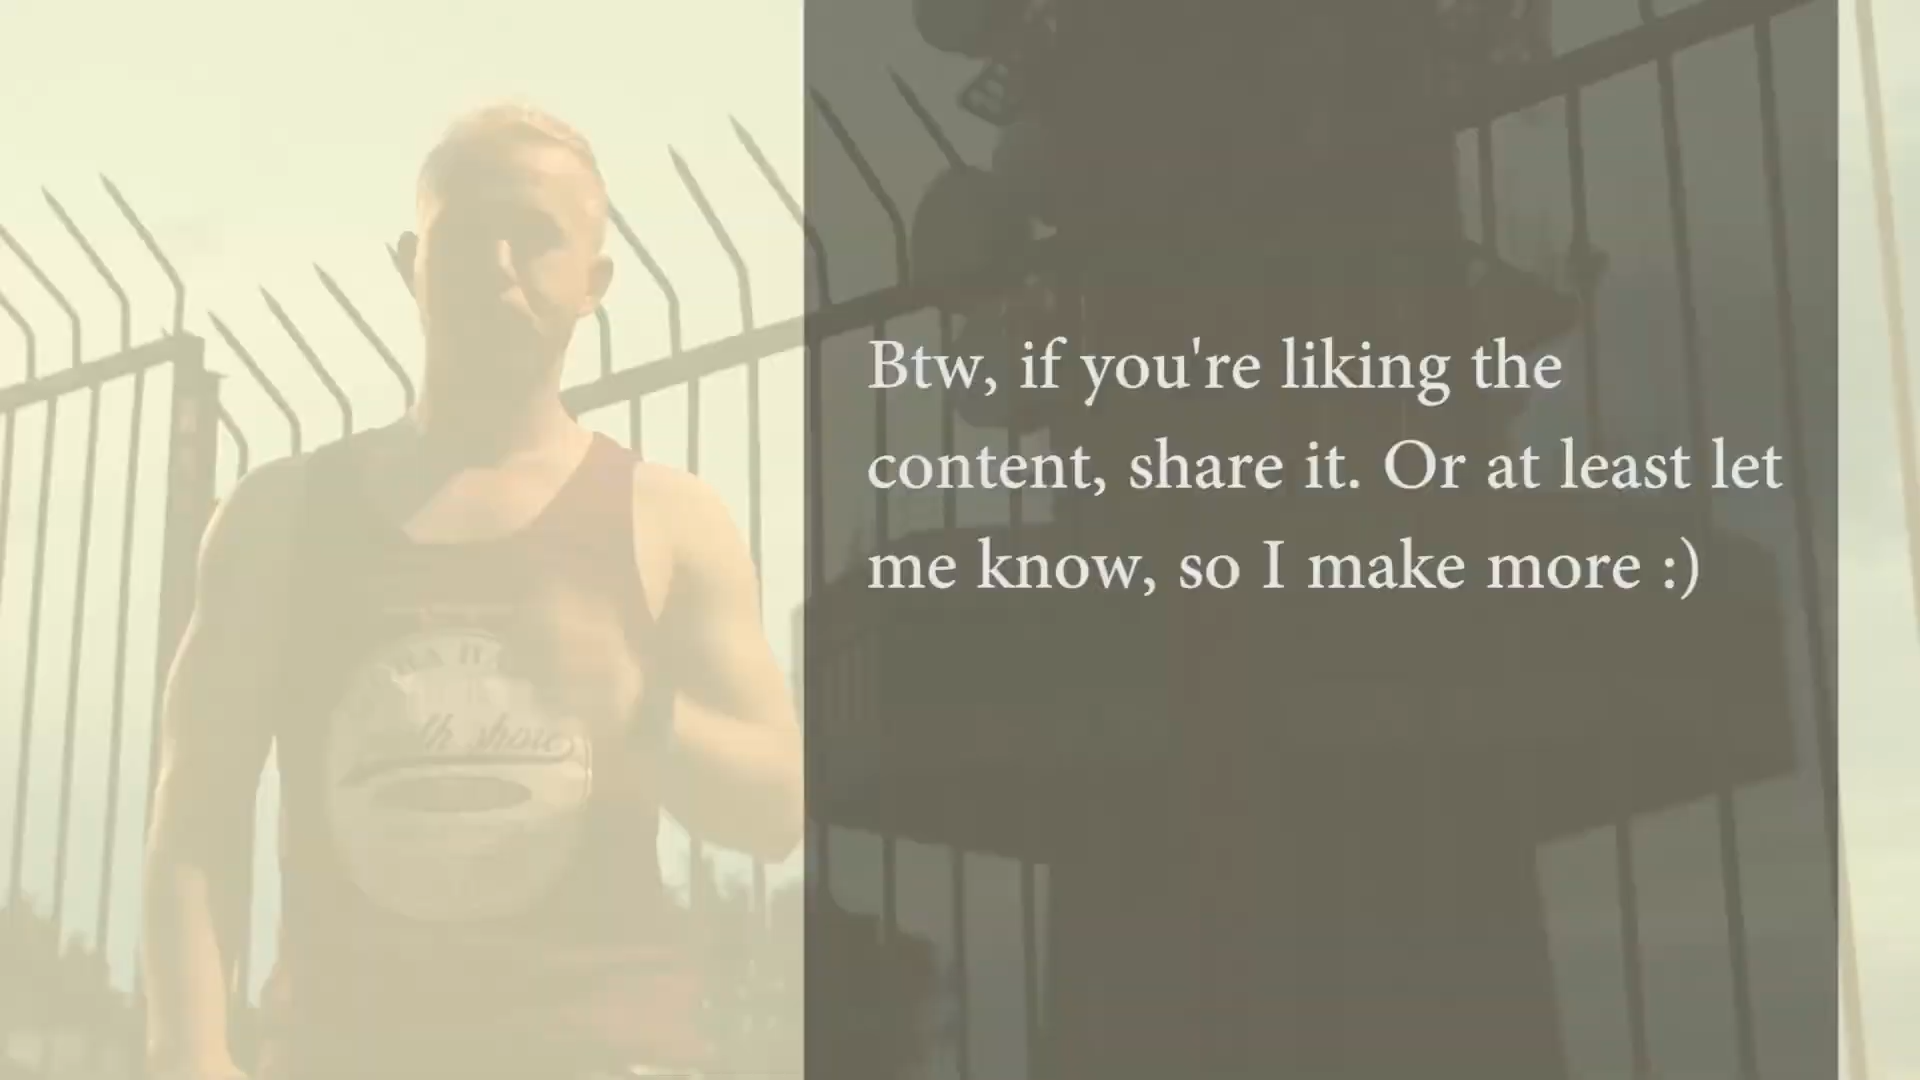 Btw, if you're liking the
content, share it. Or at least let
me know, so I make more :)